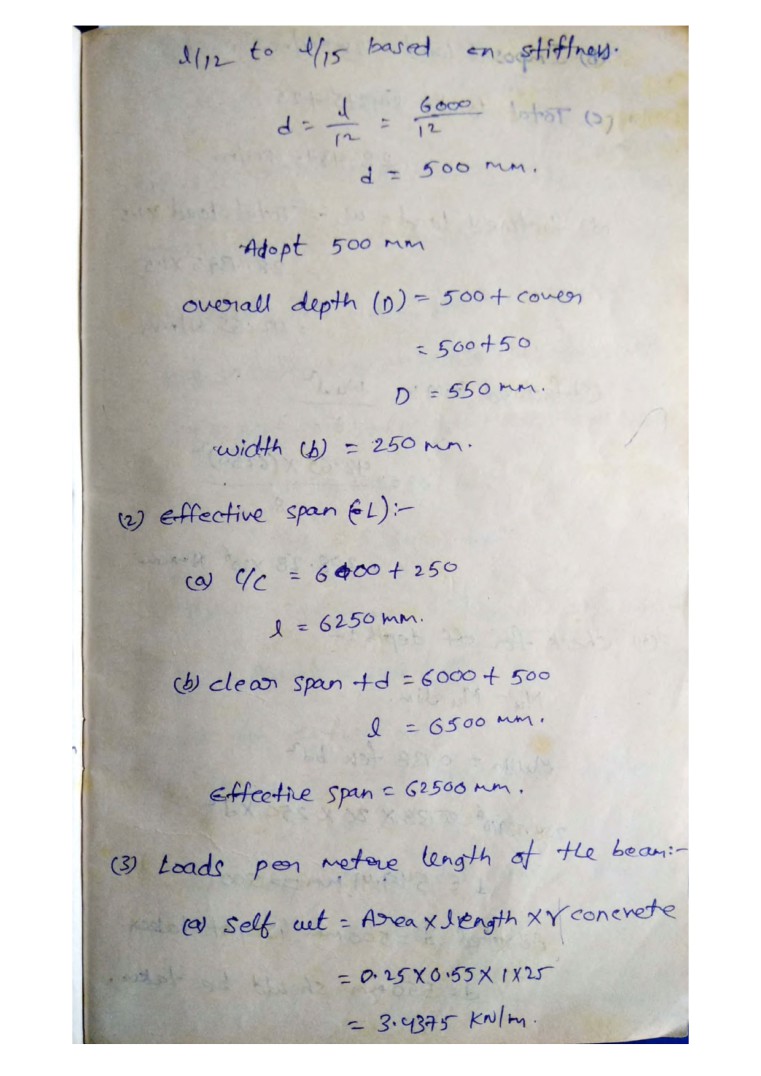 l/12 to l/15 based on stiffness.
d = l/12 = 6000/12
d = 500 mm.
Adopt 500 mm
overall depth (D) = 500 + cover
= 500 + 50
D = 550 mm.
width (b) = 250 mm.
(2) Effective span (L):-
(a) C/C = 6000 + 250
l = 6250 mm.
(b) clear span + d = 6000 + 500
l = 6500 mm.
Effective span = 62500 mm.
(3) Loads per metere length of the beam:-
(a) Self wt = Area x length x γ concrete
= 0.25 X 0.55 X 1 X 25
= 3.4375 KN/m.